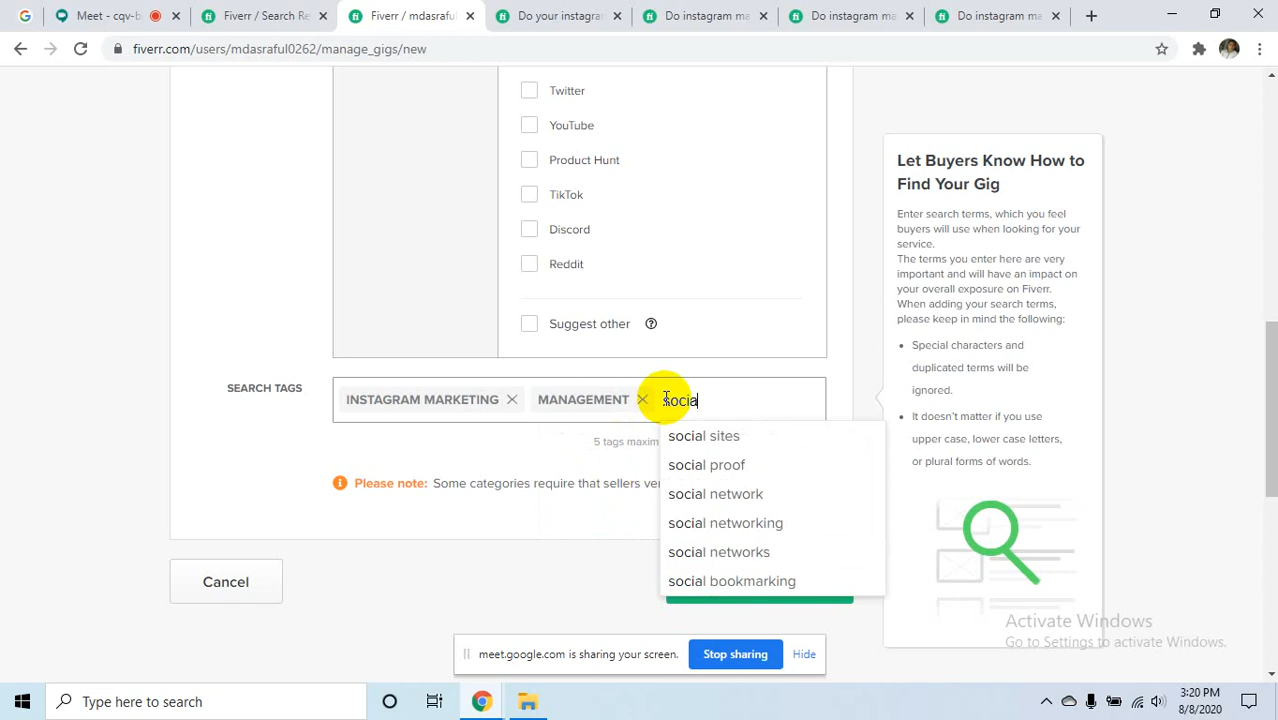 Meet - cqv-b
Fiverr / Search Re
Fiverr / mdasraful
Do your instagram
Do instagram m
Do instagram m
Do instagram m
fiverr.com/users/mdasraful0262/manage_gigs/new
Twitter
YouTube
Product Hunt
TikTok
Discord
Reddit
Suggest other
SEARCH TAGS
INSTAGRAM MARKETING
MANAGEMENT
socia
5 tags maxim
social sites
social proof
social network
social networking
social networks
social bookmarking
Please note: Some categories require that sellers ver
Cancel
Let Buyers Know How to
Find Your Gig
Enter search terms, which you feel
buyers will use when looking for your
service.
The terms you enter here are very
important and will have an impact on
your overall exposure on Fiverr.
When adding your search terms,
please keep in mind the following:
Special characters and
duplicated terms will be
ignored.
It doesn't matter if you use
upper case, lower case letters,
or plural forms of words.
Activate Windows
Go to Settings to activate Windows.
meet.google.com is sharing your screen.
Stop sharing
Hide
Type here to search
3:20 PM
8/8/2020